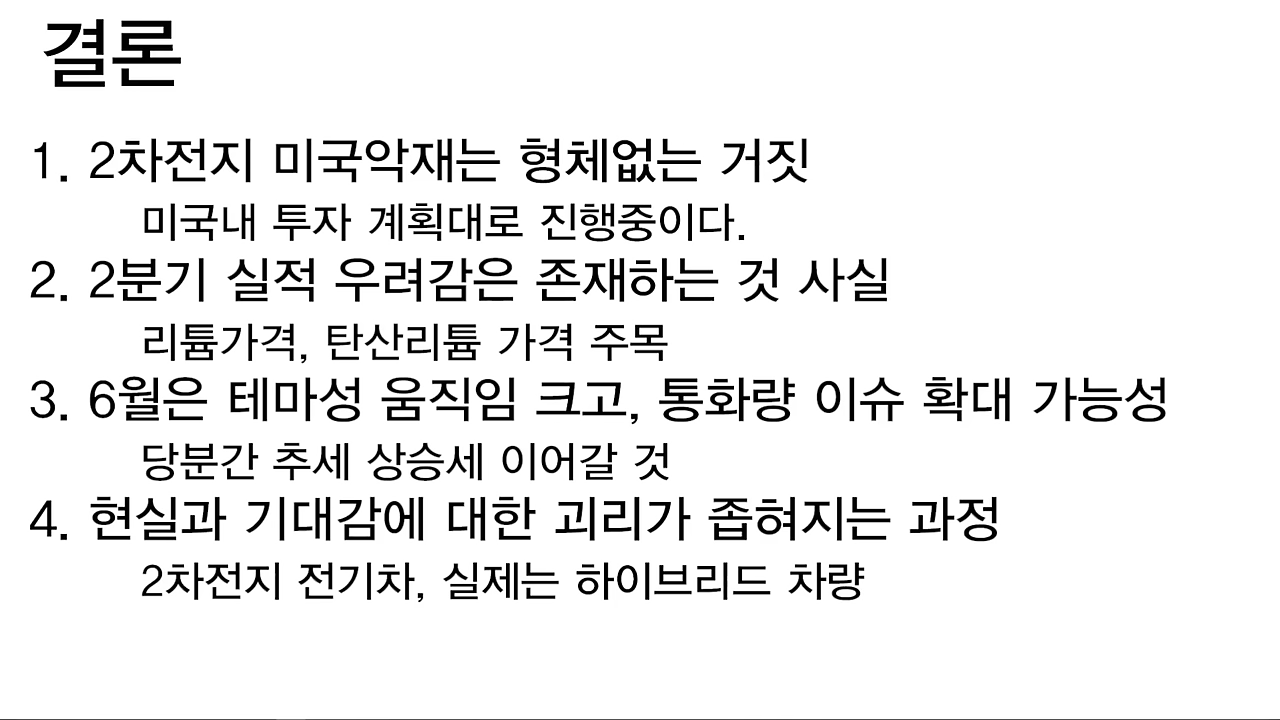 결론
1. 2차전지 미국악재는 형체없는 거짓
미국내 투자 계획대로 진행중이다.
2. 2분기 실적 우려감은 존재하는 것 사실
리튬가격, 탄산리튬 가격 주목
3. 6월은 테마성 움직임 크고, 통화량 이슈 확대 가능성
당분간 추세 상승세 이어갈 것
4. 현실과 기대감에 대한 괴리가 좁혀지는 과정
2차전지 전기차, 실제는 하이브리드 차량